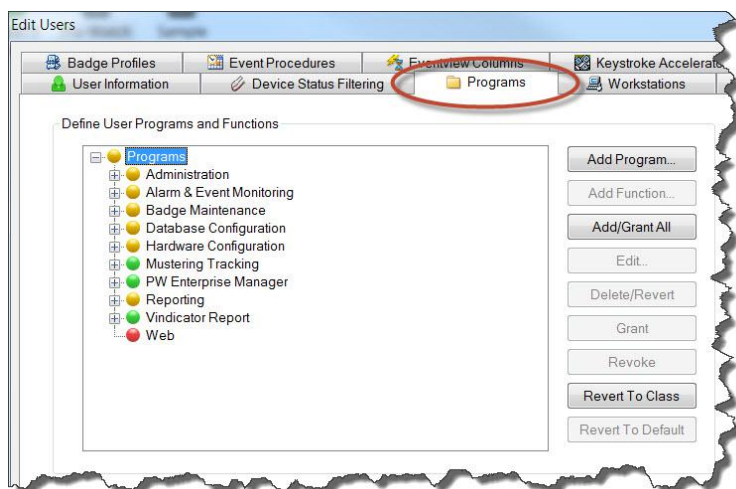 Edit Users
Badge Profiles
Event Procedures
Eventview Columns
Keystroke Accelerat
User Information
Device Status Filtering
Programs
Workstations
Define User Programs and Functions
Programs
Administration
Alarm & Event Monitoring
Badge Maintenance
Database Configuration
Hardware Configuration
Mustering Tracking
PW Enterprise Manager
Reporting
Vindicator Report
Web
Add Program...
Add Function...
Add/Grant All
Edit...
Delete/Revert
Grant
Revoke
Revert To Class
Revert To Default